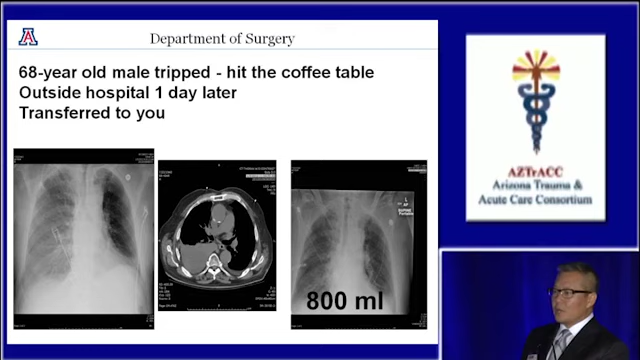 Department of Surgery
68-year old male tripped - hit the coffee table
Outside hospital 1 day later
Transferred to you
800 ml
AZTrACC
Arizona Trauma &
Acute Care Consortium